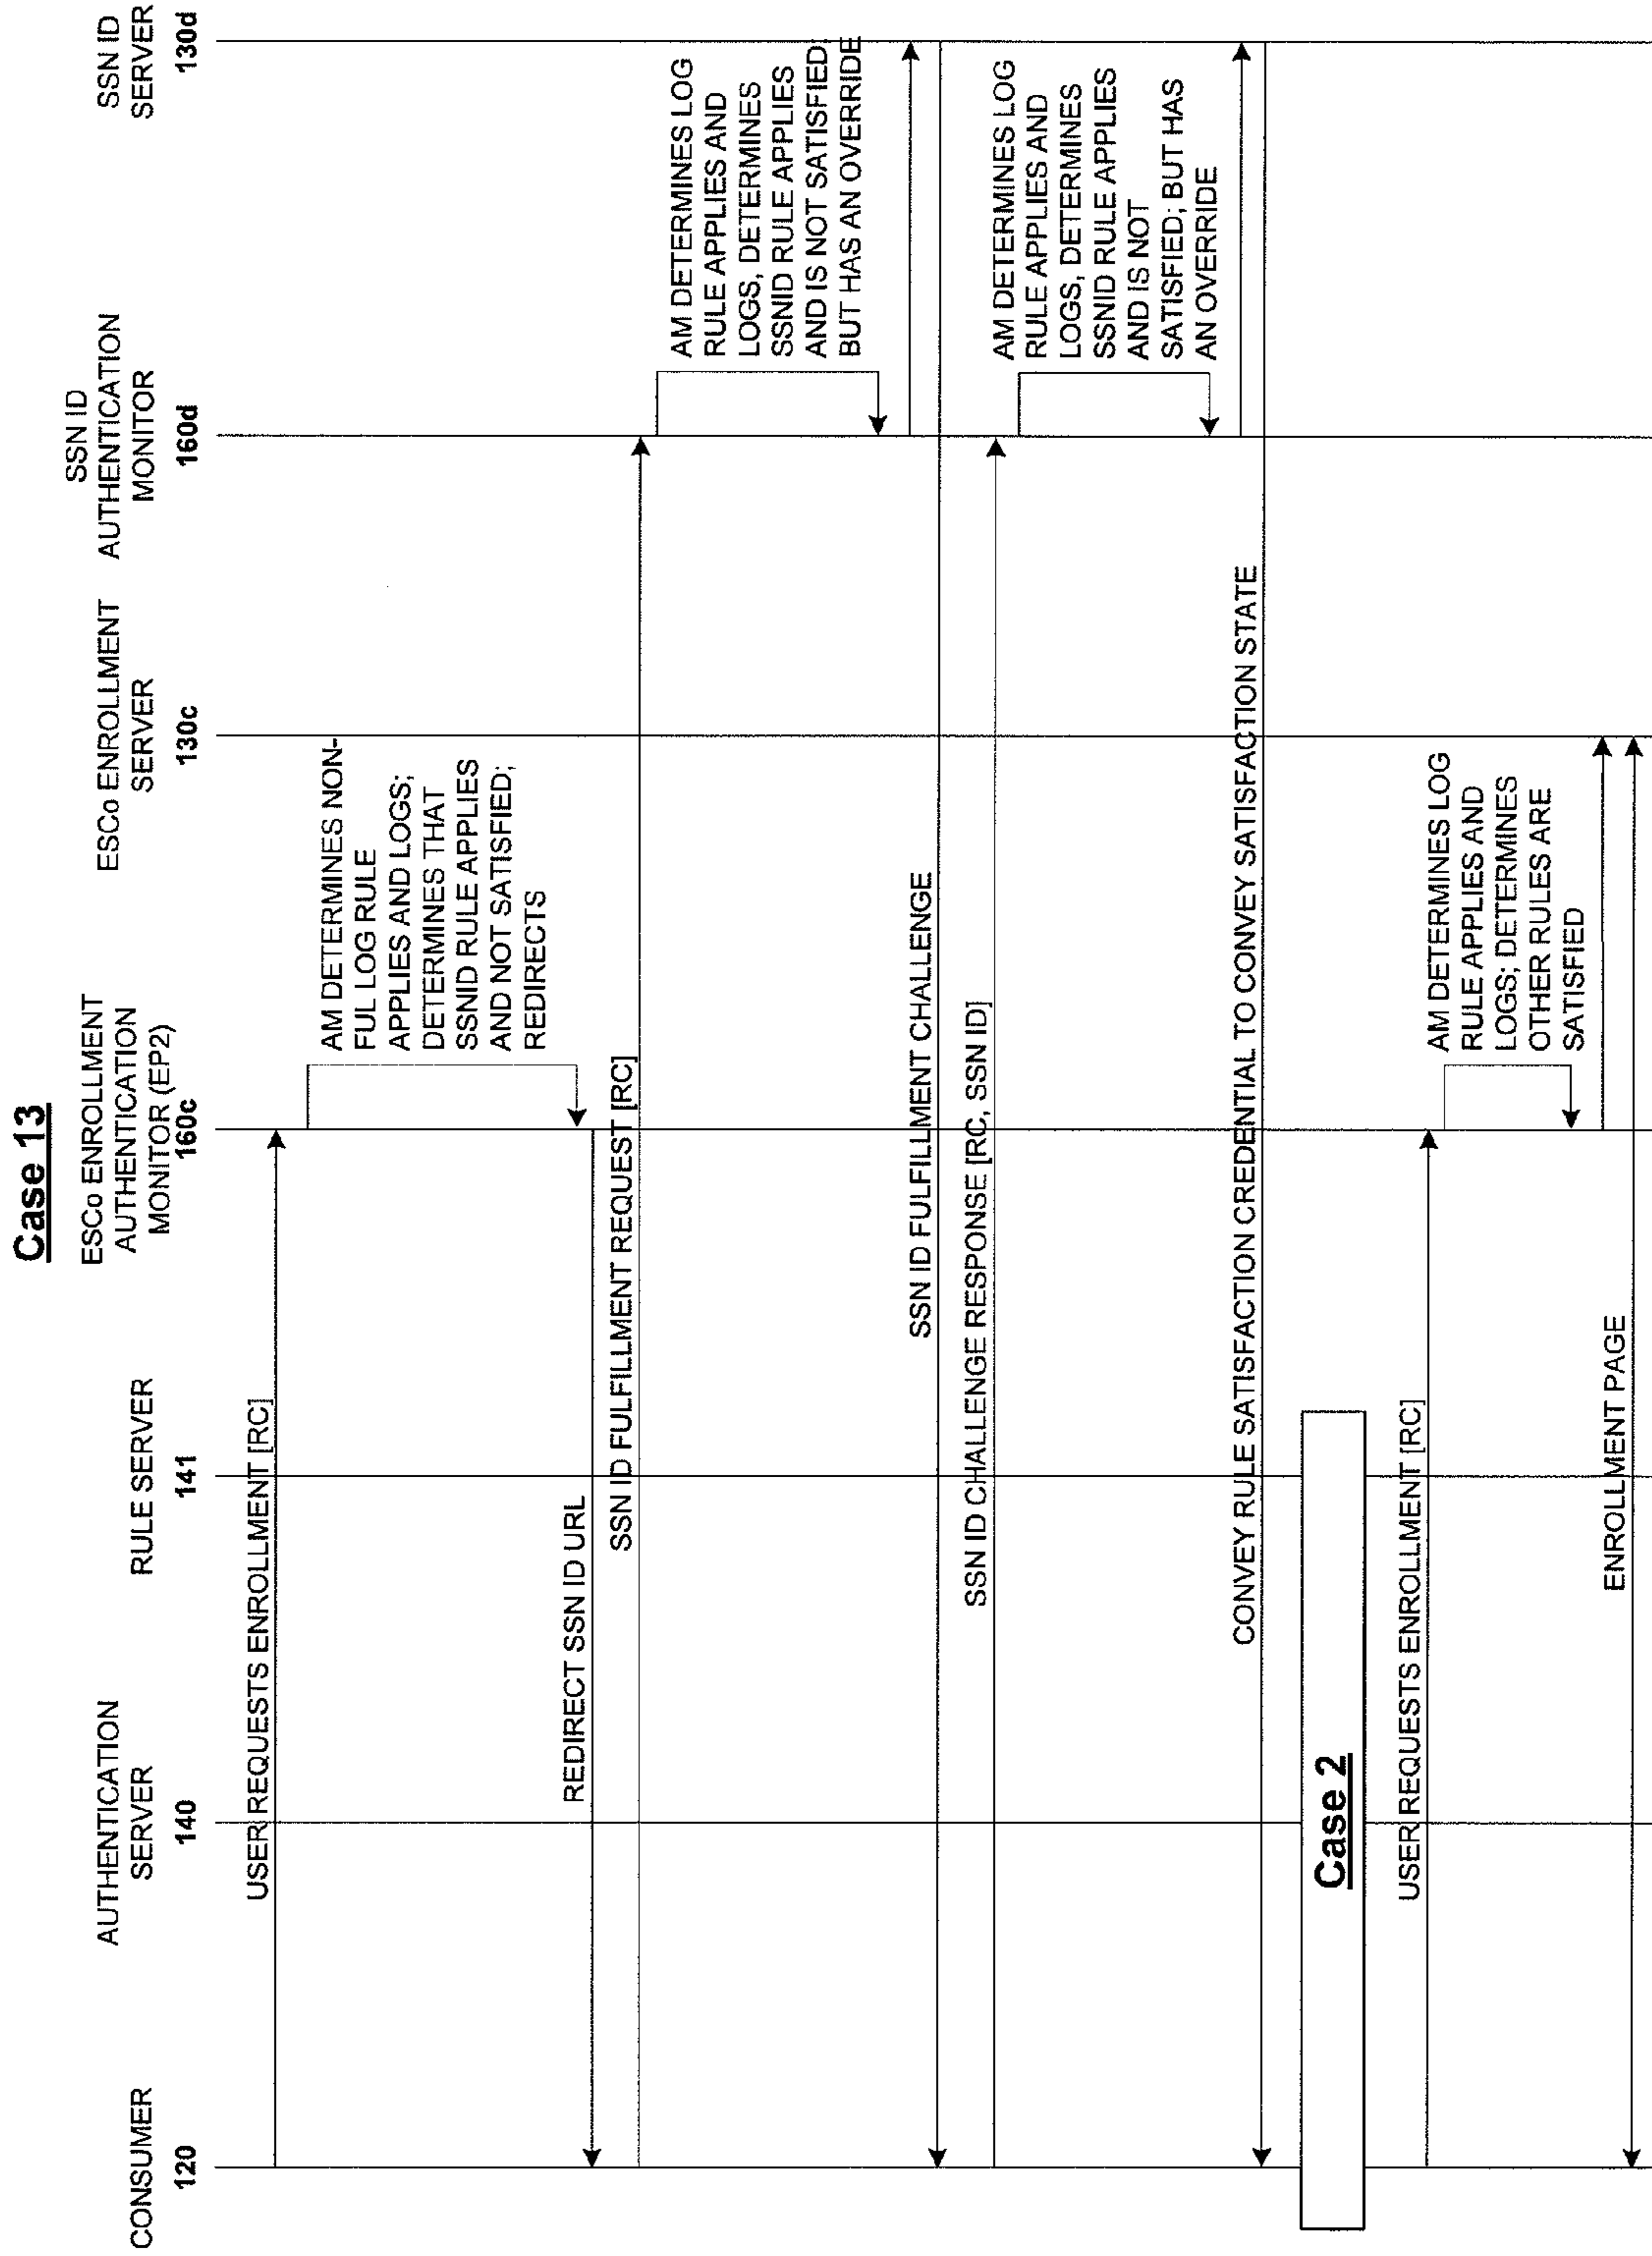 Case 13
CONSUMER
120
AUTHENTICATION
SERVER
140
RULE SERVER
141
ESCo ENROLLMENT
AUTHENTICATION
MONITOR (EP2)
160c
ESCo ENROLLMENT
SERVER
130c
SSN ID
AUTHENTICATION
MONITOR
160d
SSN ID
SERVER
130d
USER REQUESTS ENROLLMENT [RC]
AM DETERMINES NON-
FUL LOG RULE
APPLIES AND LOGS;
DETERMINES THAT
SSNID RULE APPLIES
AND NOT SATISFIED;
REDIRECTS
REDIRECT SSN ID URL
SSN ID FULFILLMENT REQUEST [RC]
AM DETERMINES LOG
RULE APPLIES AND
LOGS, DETERMINES
SSNID RULE APPLIES
AND IS NOT SATISFIED;
BUT HAS AN OVERRIDE
SSN ID FULFILLMENT CHALLENGE
SSN ID CHALLENGE RESPONSE [RC, SSN ID]
AM DETERMINES LOG
RULE APPLIES AND
LOGS, DETERMINES
SSNID RULE APPLIES
AND IS NOT
SATISFIED; BUT HAS
AN OVERRIDE
CONVEY RULE SATISFACTION CREDENTIAL TO CONVEY SATISFACTION STATE
Case 2
USER REQUESTS ENROLLMENT [RC]
AM DETERMINES LOG
RULE APPLIES AND
LOGS; DETERMINES
OTHER RULES ARE
SATISFIED
ENROLLMENT PAGE